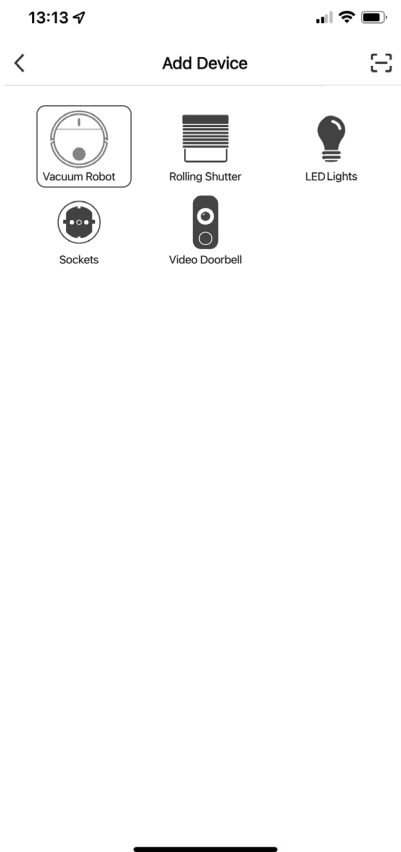 13:13
Add Device
Vacuum Robot
Rolling Shutter
LED Lights
Sockets
Video Doorbell